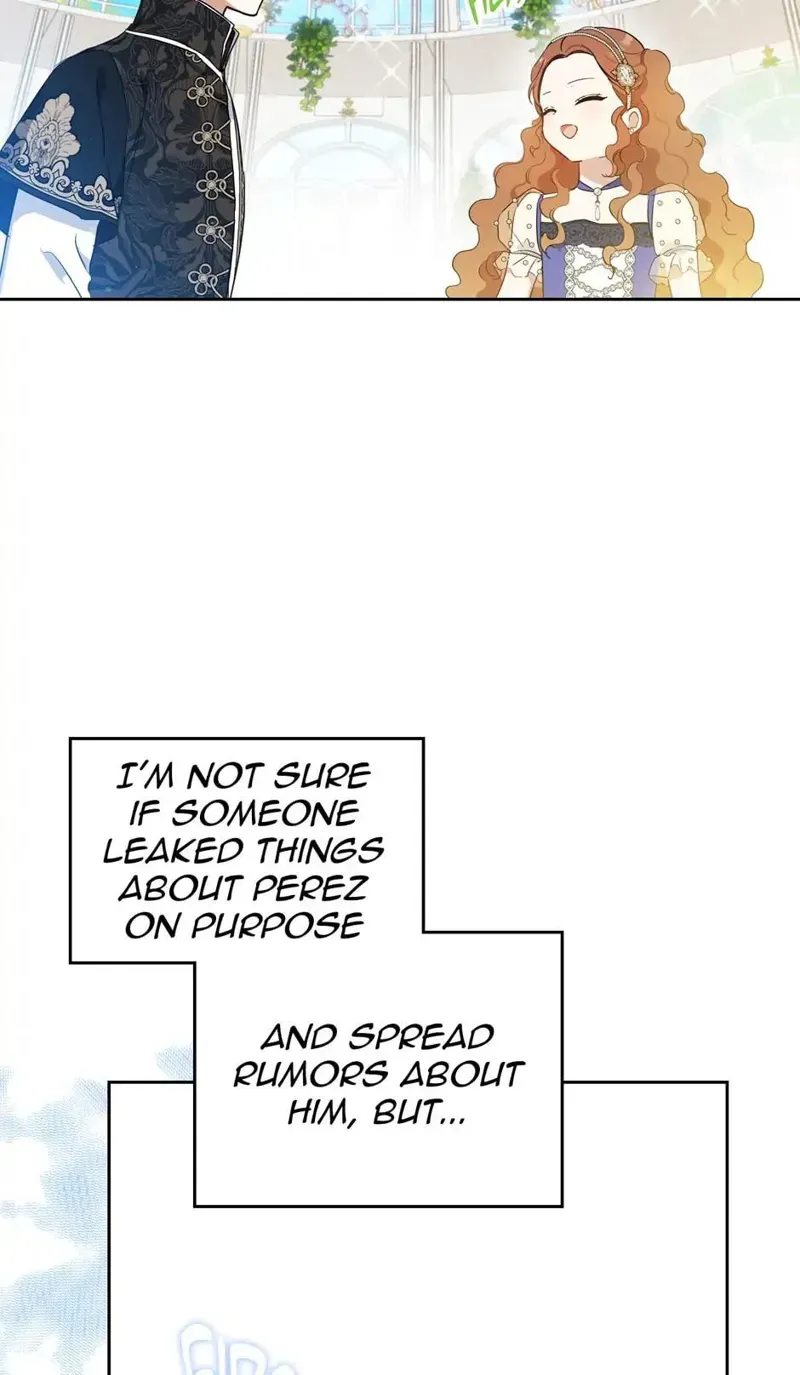 I'M NOT SURE
IF SOMEONE
LEAKED THINGS
ABOUT PEREZ
ON PURPOSE
AND SPREAD
RUMORS ABOUT
HIM, BUT...